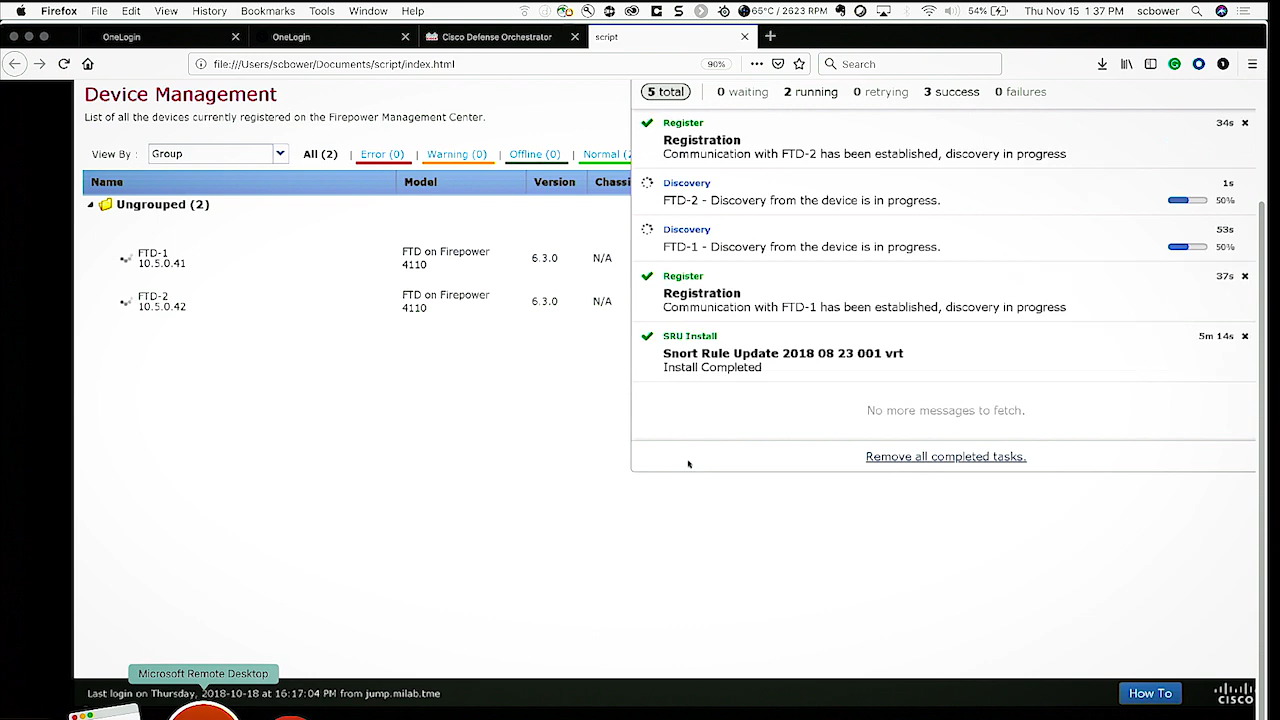 Firefox File Edit View History Bookmarks Tools Window Help 65°C / 2623 RPM 54% Thu Nov 15 1:37 PM scbower
OneLogin OneLogin Cisco Defense Orchestrator script
file:///Users/scbower/Documents/script/index.html 90% Search
Device Management
List of all the devices currently registered on the Firepower Management Center.
View By : Group All (2) | Error (0) | Warning (0) | Offline (0) | Normal (2
Name Model Version Chassi
Ungrouped (2)
FTD-1
10.5.0.41
FTD on Firepower
4110
6.3.0 N/A
FTD-2
10.5.0.42
FTD on Firepower
4110
6.3.0 N/A
5 total 0 waiting 2 running 0 retrying 3 success 0 failures
Register 34s
Registration
Communication with FTD-2 has been established, discovery in progress
Discovery 1s
FTD-2 - Discovery from the device is in progress. 50%
Discovery 53s
FTD-1 - Discovery from the device is in progress. 50%
Register 37s
Registration
Communication with FTD-1 has been established, discovery in progress
SRU Install 5m 14s
Snort Rule Update 2018 08 23 001 vrt
Install Completed
No more messages to fetch.
Remove all completed tasks.
Microsoft Remote Desktop
Last login on Thursday, 2018-10-18 at 16:17:04 PM from jump.milab.tme
How To
CISCO